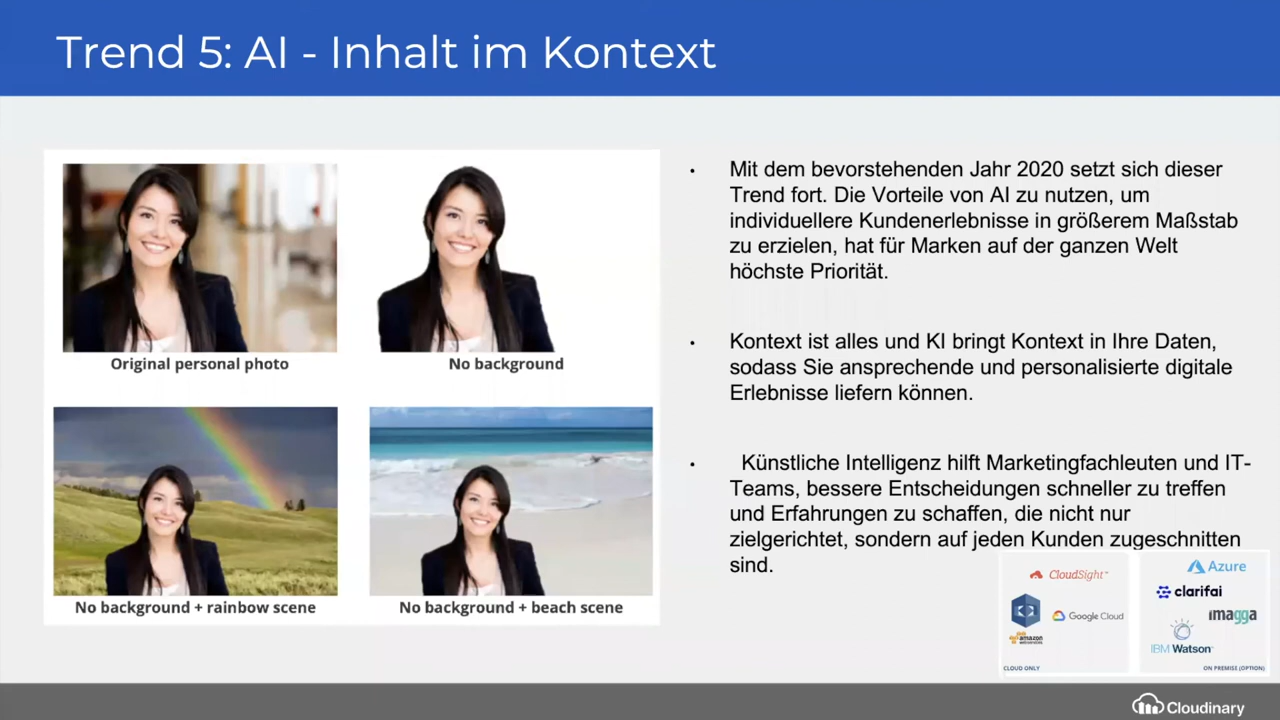 Trend 5: AI - Inhalt im Kontext
Original personal photo
No background
No background + rainbow scene
No background + beach scene
• Mit dem bevorstehenden Jahr 2020 setzt sich dieser
Trend fort. Die Vorteile von AI zu nutzen, um
individuellere Kundenerlebnisse in größerem Maßstab
zu erzielen, hat für Marken auf der ganzen Welt
höchste Priorität.
• Kontext ist alles und KI bringt Kontext in Ihre Daten,
sodass Sie ansprechende und personalisierte digitale
Erlebnisse liefern können.
• Künstliche Intelligenz hilft Marketingfachleuten und IT-
Teams, bessere Entscheidungen schneller zu treffen
und Erfahrungen zu schaffen, die nicht nur
zielgerichtet, sondern auf jeden Kunden zugeschnitten
sind.
CloudSight
Google Cloud
amazon
webservices
CLOUD ONLY
Azure
clarifai
imagga
IBM Watson
ON PREMISE (OPTION)
Cloudinary